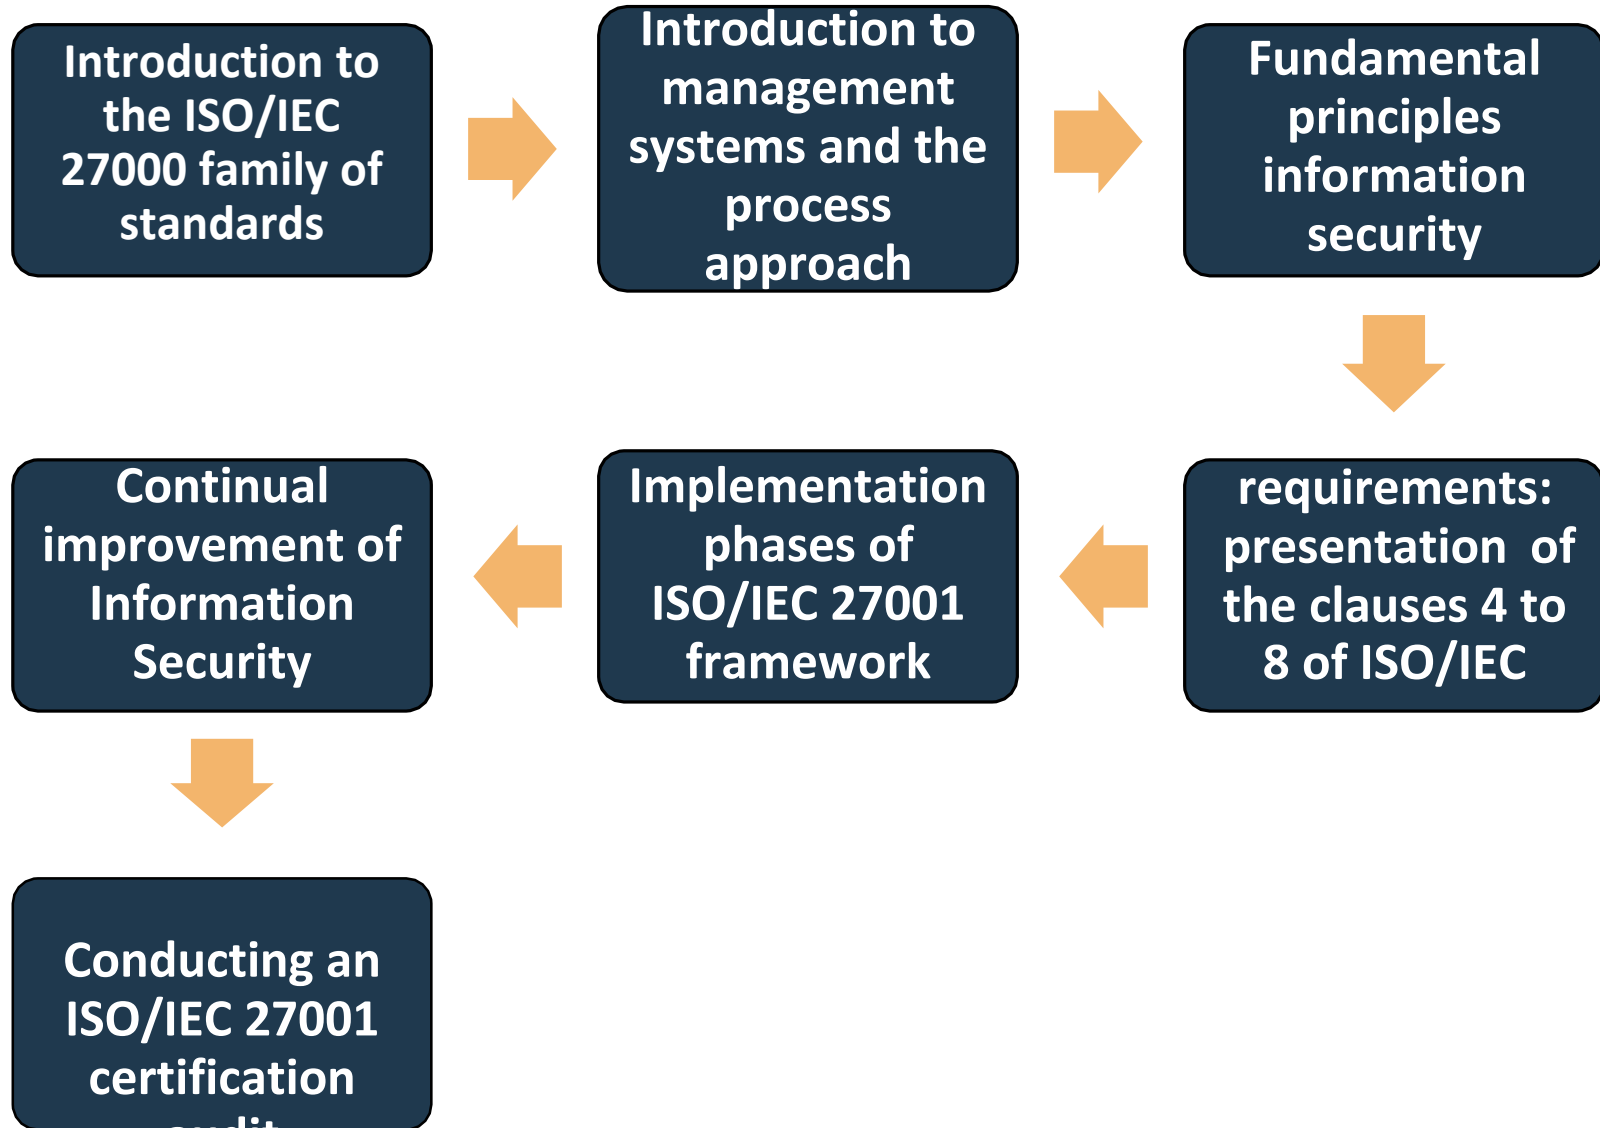 Introduction to
the ISO/IEC
27000 family of
standards
Introduction to
management
systems and the
process
approach
Fundamental
principles
information
security
requirements:
presentation  of
the clauses 4 to
8 of ISO/IEC
Implementation
phases of
ISO/IEC 27001
framework
Continual
improvement of
Information
Security
Conducting an
ISO/IEC 27001
certification
audit